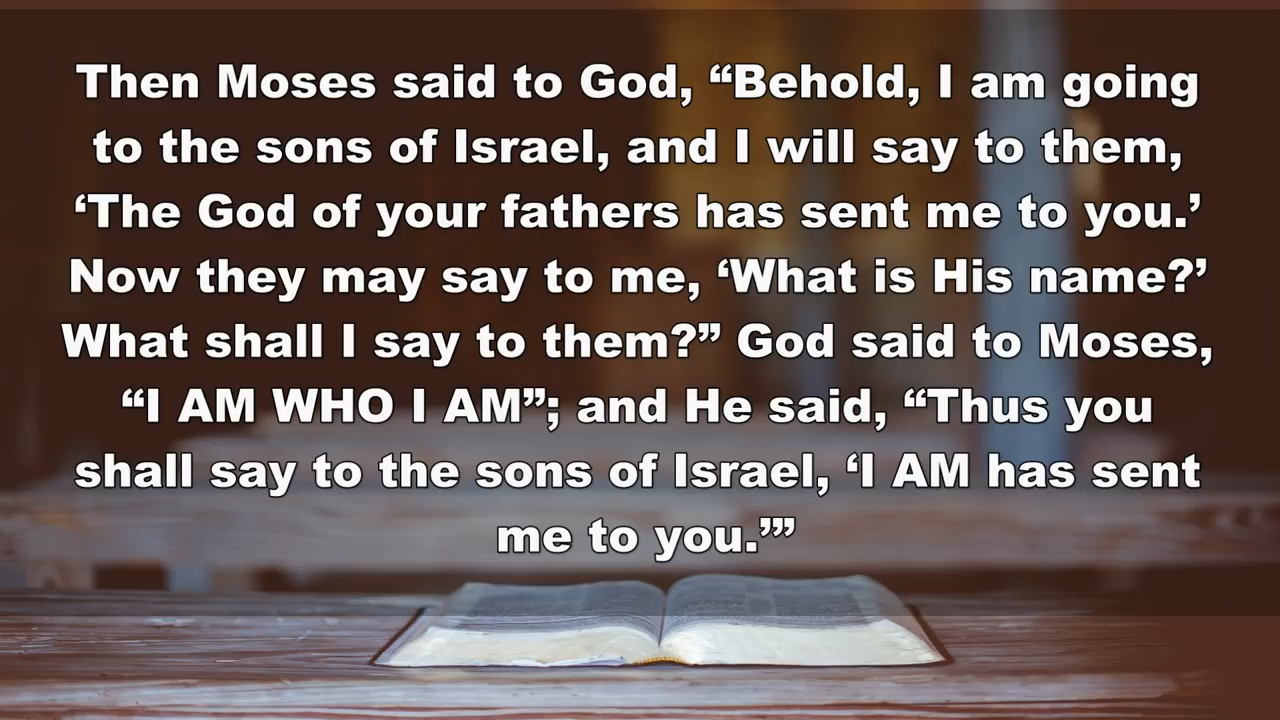 Then Moses said to God, “Behold, I am going
to the sons of Israel, and I will say to them,
‘The God of your fathers has sent me to you.’
Now they may say to me, ‘What is His name?’
What shall I say to them?” God said to Moses,
“I AM WHO I AM”; and He said, “Thus you
shall say to the sons of Israel, ‘I AM has sent
me to you.’”